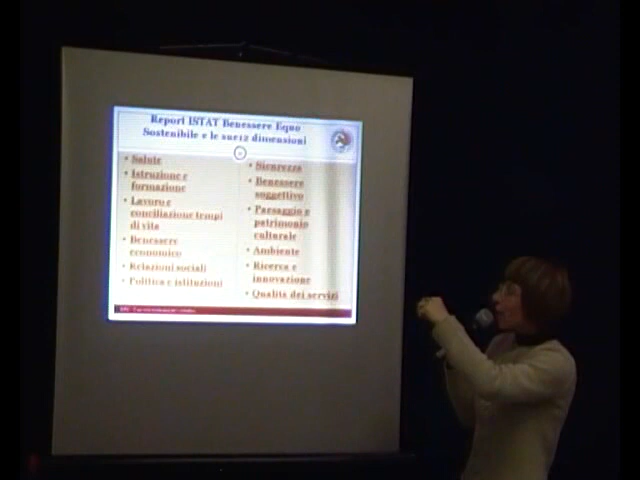 Report ISTAT Benessere Equo
Sostenibile e le sue12 dimensioni
• Salute
• Istruzione e
formazione
• Lavoro e
conciliazione tempi
di vita
• Benessere
economico
• Relazioni sociali
• Politica e istituzioni
• Sicurezza
• Benessere
soggettivo
• Paesaggio e
patrimonio
culturale
• Ambiente
• Ricerca e
innovazione
• Qualità dei servizi